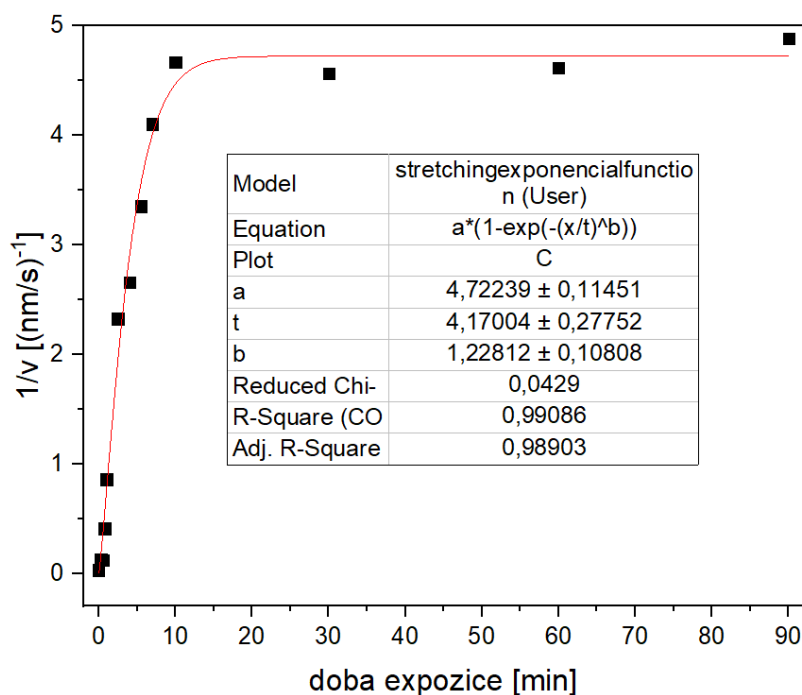 5
4
3
2
1
0
1/v [(nm/s)⁻¹]
Model stretchingexponencialfunctio
n (User)
Equation a*(1-exp(-(x/t)^b))
Plot C
a 4,72239 ± 0,11451
t 4,17004 ± 0,27752
b 1,22812 ± 0,10808
Reduced Chi- 0,0429
R-Square (CO 0,99086
Adj. R-Square 0,98903
0 10 20 30 40 50 60 70 80 90
doba expozice [min]